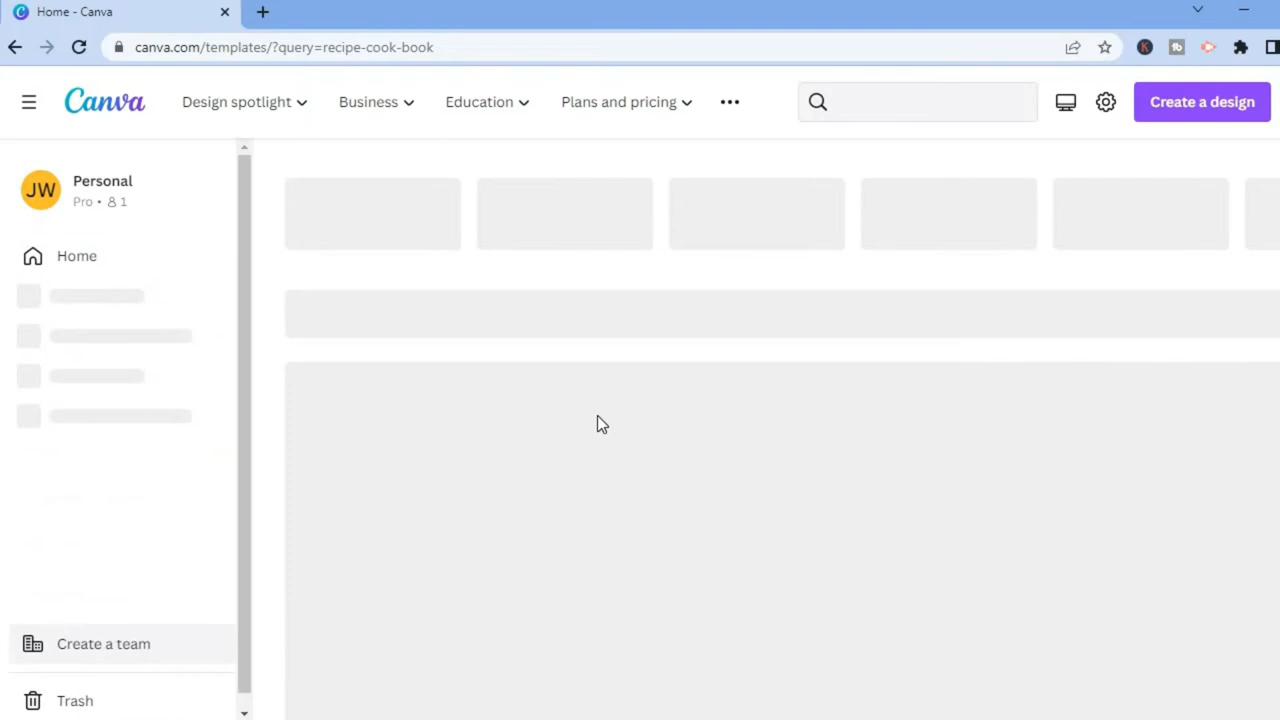 Home - Canva
canva.com/templates/?query=recipe-cook-book
Canva
Design spotlight
Business
Education
Plans and pricing
Create a design
JW
Personal
Pro • 1
Home
Create a team
Trash